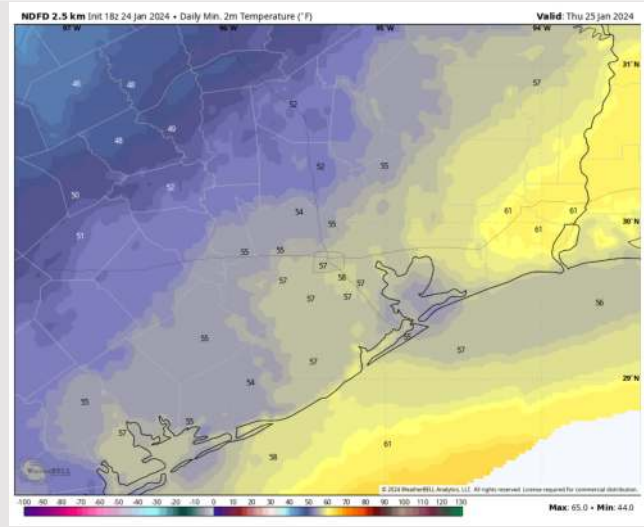 NDFD 2.5 km Init 18z 24 Jan 2024 • Daily Min. 2m Temperature (°F)
Valid: Thu 25 Jan 2024
97°W 96°W 95°W 94°W
31°N
46 48 57
52
48 49
52 55
50 52
54 61 61
51 55 61 30°N
55 55
57
57 58 57
57 57 56
55 55 57
57 29°N
54
55 55
57 61
58
WeatherBELL
© 2024 WeatherBELL Analytics, LLC. All rights reserved. License required for commercial distribution.
-100 -90 -80 -70 -60 -50 -40 -30 -20 -10 0 10 20 30 40 50 60 70 80 90 100 110 120 130
Max: 65.0 • Min: 44.0